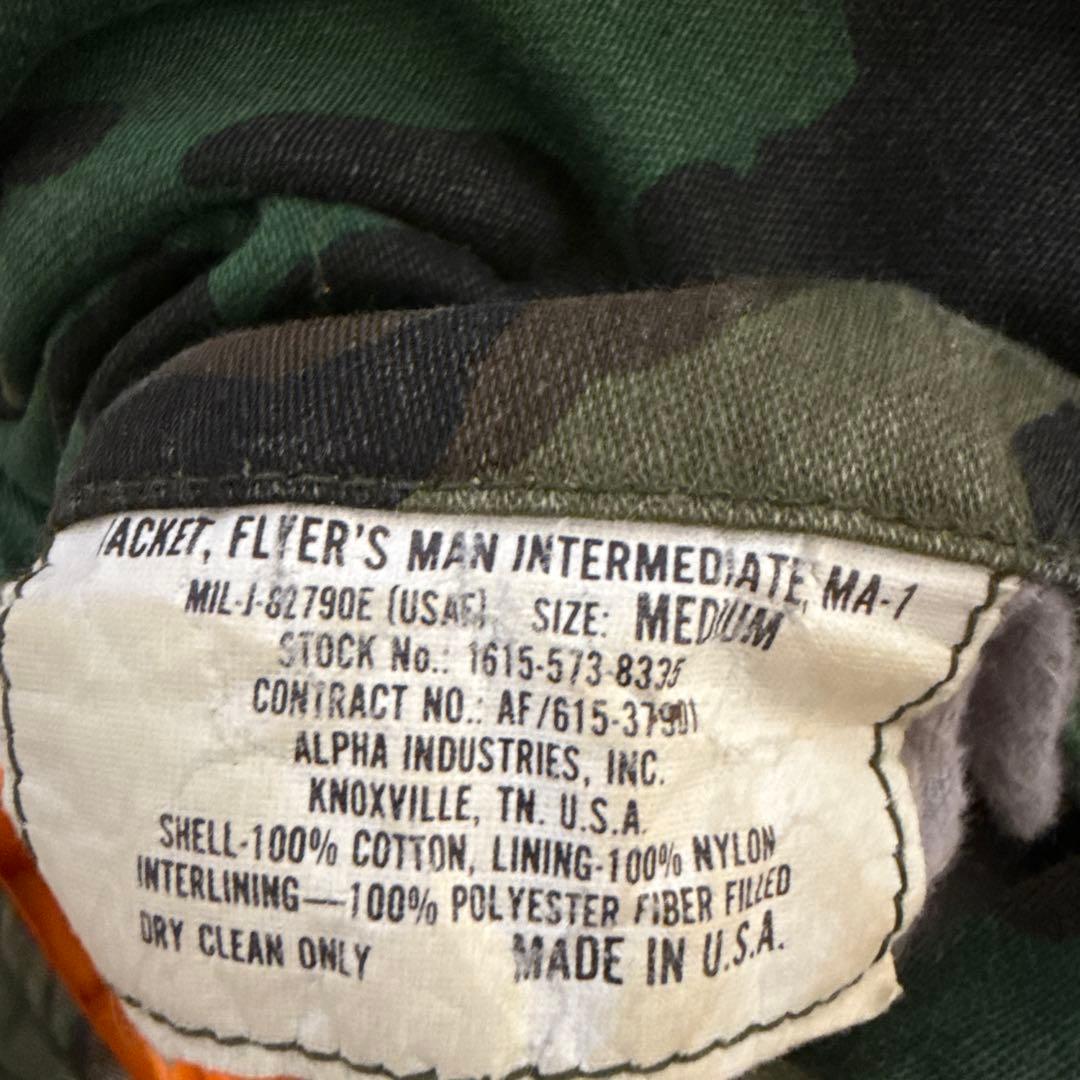 JACKET, FLYER'S MAN INTERMEDIATE, MA-1
MIL-J-82790E (USAF) SIZE: MEDIUM
STOCK No.: 1615-573-8335
CONTRACT NO.: AF/615-37901
ALPHA INDUSTRIES, INC.
KNOXVILLE, TN. U.S.A.
SHELL-100% COTTON, LINING-100% NYLON
INTERLINING—100% POLYESTER FIBER FILLED
DRY CLEAN ONLY MADE IN U.S.A.